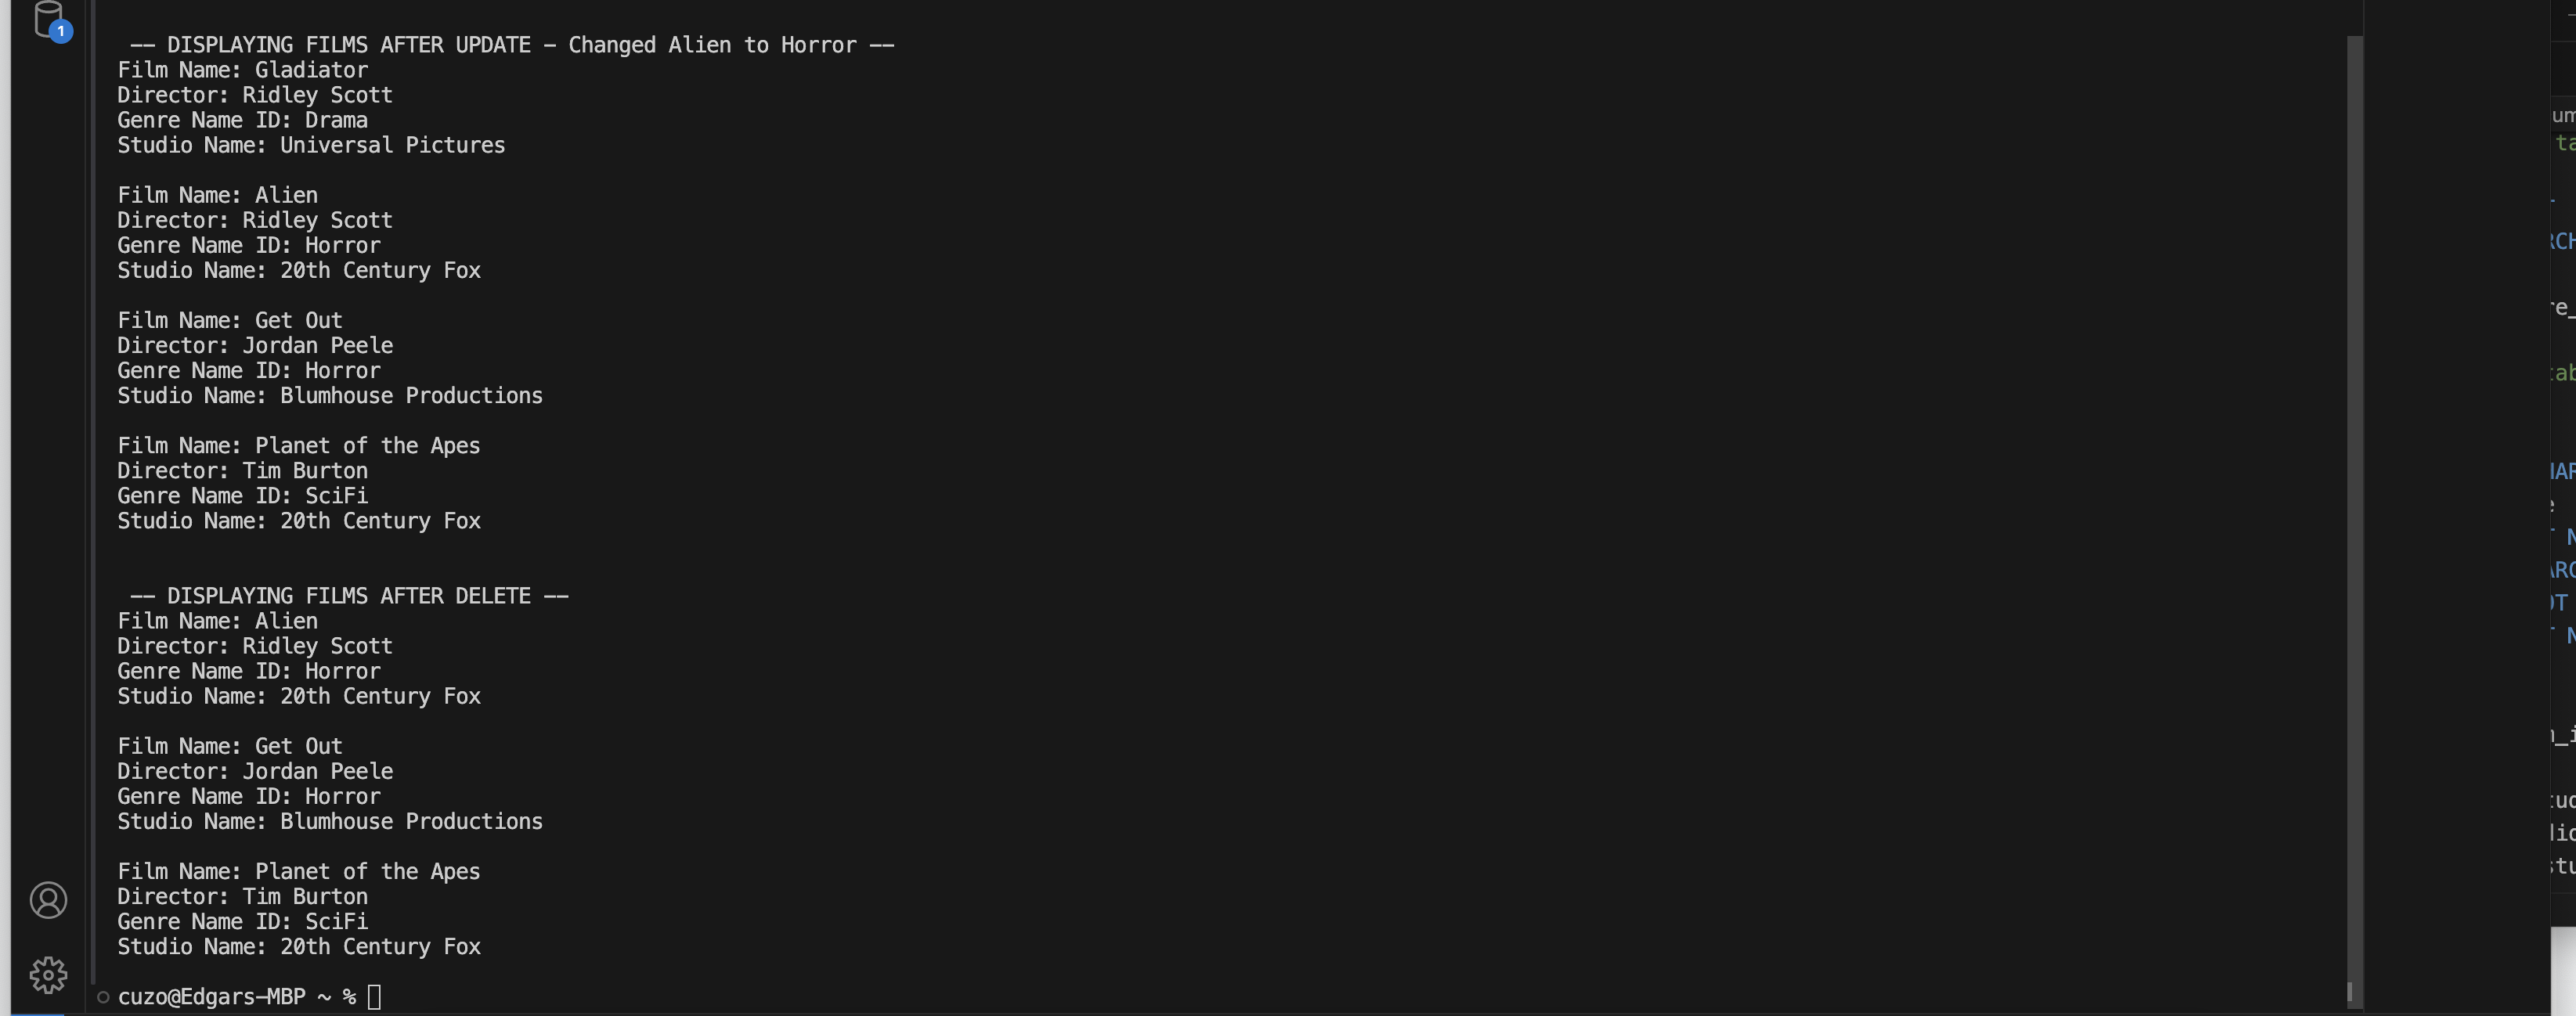 1
-- DISPLAYING FILMS AFTER UPDATE - Changed Alien to Horror --
Film Name: Gladiator
Director: Ridley Scott
Genre Name ID: Drama
Studio Name: Universal Pictures
Film Name: Alien
Director: Ridley Scott
Genre Name ID: Horror
Studio Name: 20th Century Fox
Film Name: Get Out
Director: Jordan Peele
Genre Name ID: Horror
Studio Name: Blumhouse Productions
Film Name: Planet of the Apes
Director: Tim Burton
Genre Name ID: SciFi
Studio Name: 20th Century Fox
-- DISPLAYING FILMS AFTER DELETE --
Film Name: Alien
Director: Ridley Scott
Genre Name ID: Horror
Studio Name: 20th Century Fox
Film Name: Get Out
Director: Jordan Peele
Genre Name ID: Horror
Studio Name: Blumhouse Productions
Film Name: Planet of the Apes
Director: Tim Burton
Genre Name ID: SciFi
Studio Name: 20th Century Fox
cuzo@Edgars-MBP ~ %